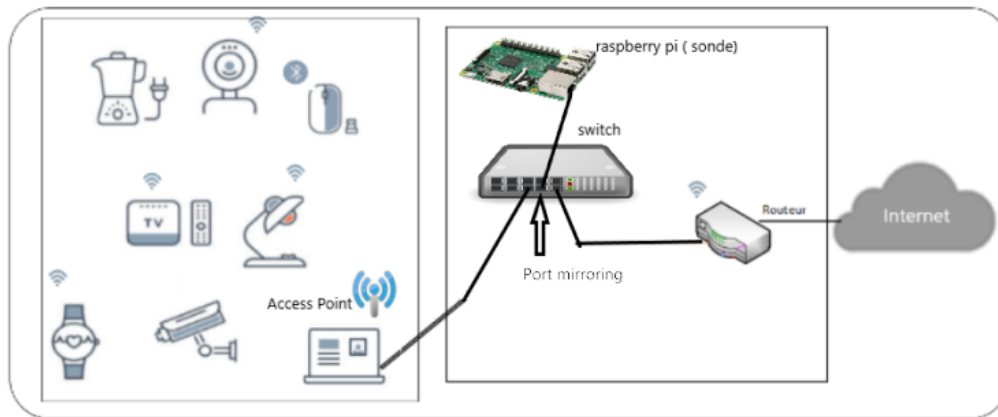 raspberry pi ( sonde)
switch
TV
Routeur
Internet
Port mirroring
Access Point